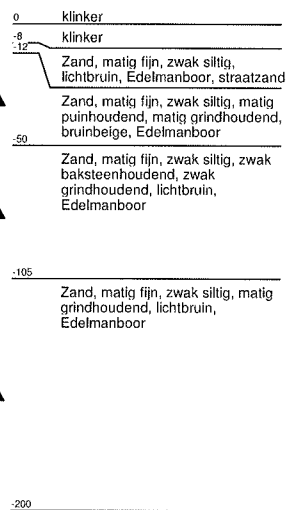 0 klinker
-8 klinker
-12
Zand, matig fijn, zwak siltig,
lichtbruin, Edelmanboor, straatzand
Zand, matig fijn, zwak siltig, matig
puinhoudend, matig grindhoudend,
bruinbeige, Edelmanboor
-50
Zand, matig fijn, zwak siltig, zwak
baksteenhoudend, zwak
grindhoudend, lichtbruin,
Edelmanboor
-105
Zand, matig fijn, zwak siltig, matig
grindhoudend, lichtbruin,
Edelmanboor
-200